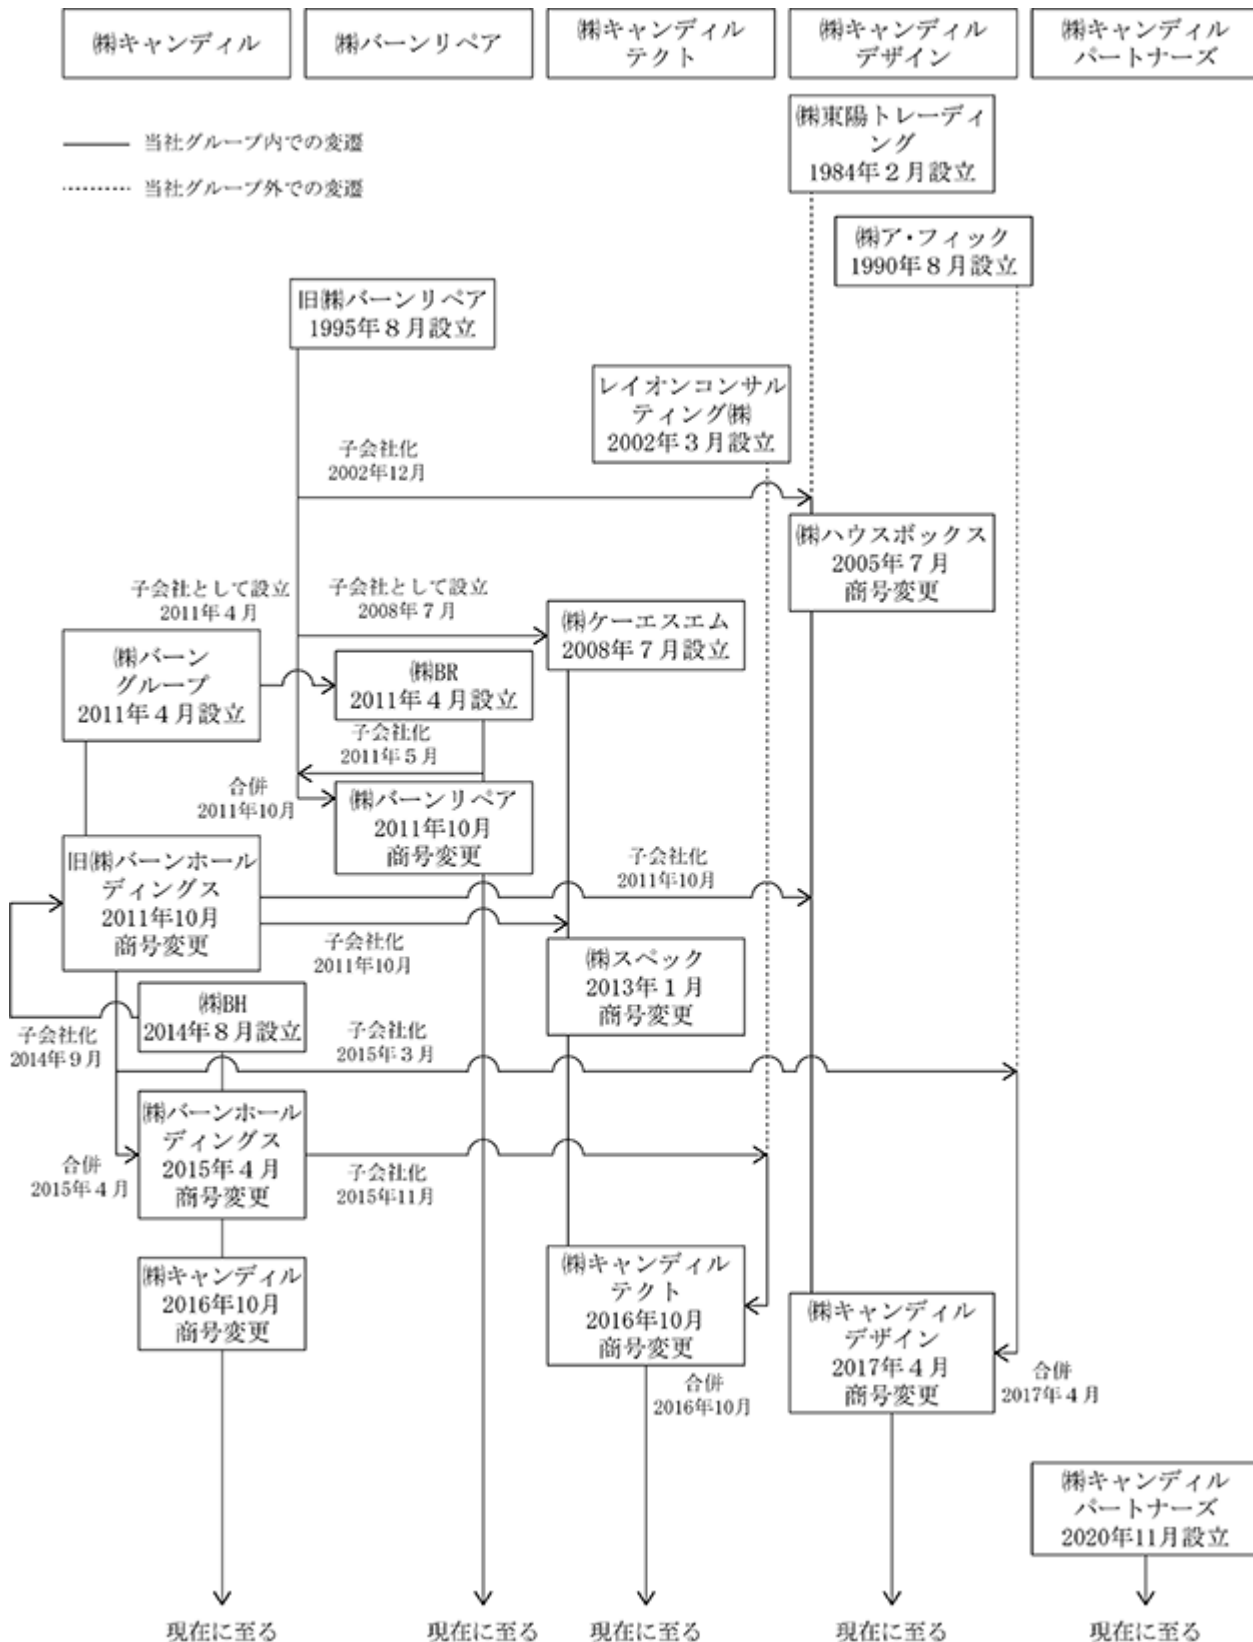 ㈱キャンディル
㈱バーンリペア
㈱キャンディル
テクト
㈱キャンディル
デザイン
㈱キャンディル
パートナーズ
当社グループ内での変遷
当社グループ外での変遷
㈱東陽トレーディ
ング
1984年２月設立
㈱ア・フィック
1990年８月設立
旧㈱バーンリペア
1995年８月設立
レイオンコンサル
ティング㈱
2002年３月設立
子会社化
2002年12月
㈱ハウスボックス
2005年７月
商号変更
子会社として設立
2011年４月
子会社として設立
2008年７月
㈱ケーエスエム
2008年７月設立
㈱バーン
グループ
2011年４月設立
㈱BR
2011年４月設立
子会社化
2011年５月
合併
2011年10月
㈱バーンリペア
2011年10月
商号変更
旧㈱バーンホール
ディングス
2011年10月
商号変更
子会社化
2011年10月
子会社化
2011年10月
㈱スペック
2013年１月
商号変更
㈱BH
2014年８月設立
子会社化
2014年９月
子会社化
2015年３月
㈱バーンホール
ディングス
2015年４月
商号変更
合併
2015年４月
子会社化
2015年11月
㈱キャンディル
2016年10月
商号変更
㈱キャンディル
テクト
2016年10月
商号変更
合併
2016年10月
㈱キャンディル
デザイン
2017年４月
商号変更
合併
2017年４月
㈱キャンディル
パートナーズ
2020年11月設立
現在に至る
現在に至る
現在に至る
現在に至る
現在に至る